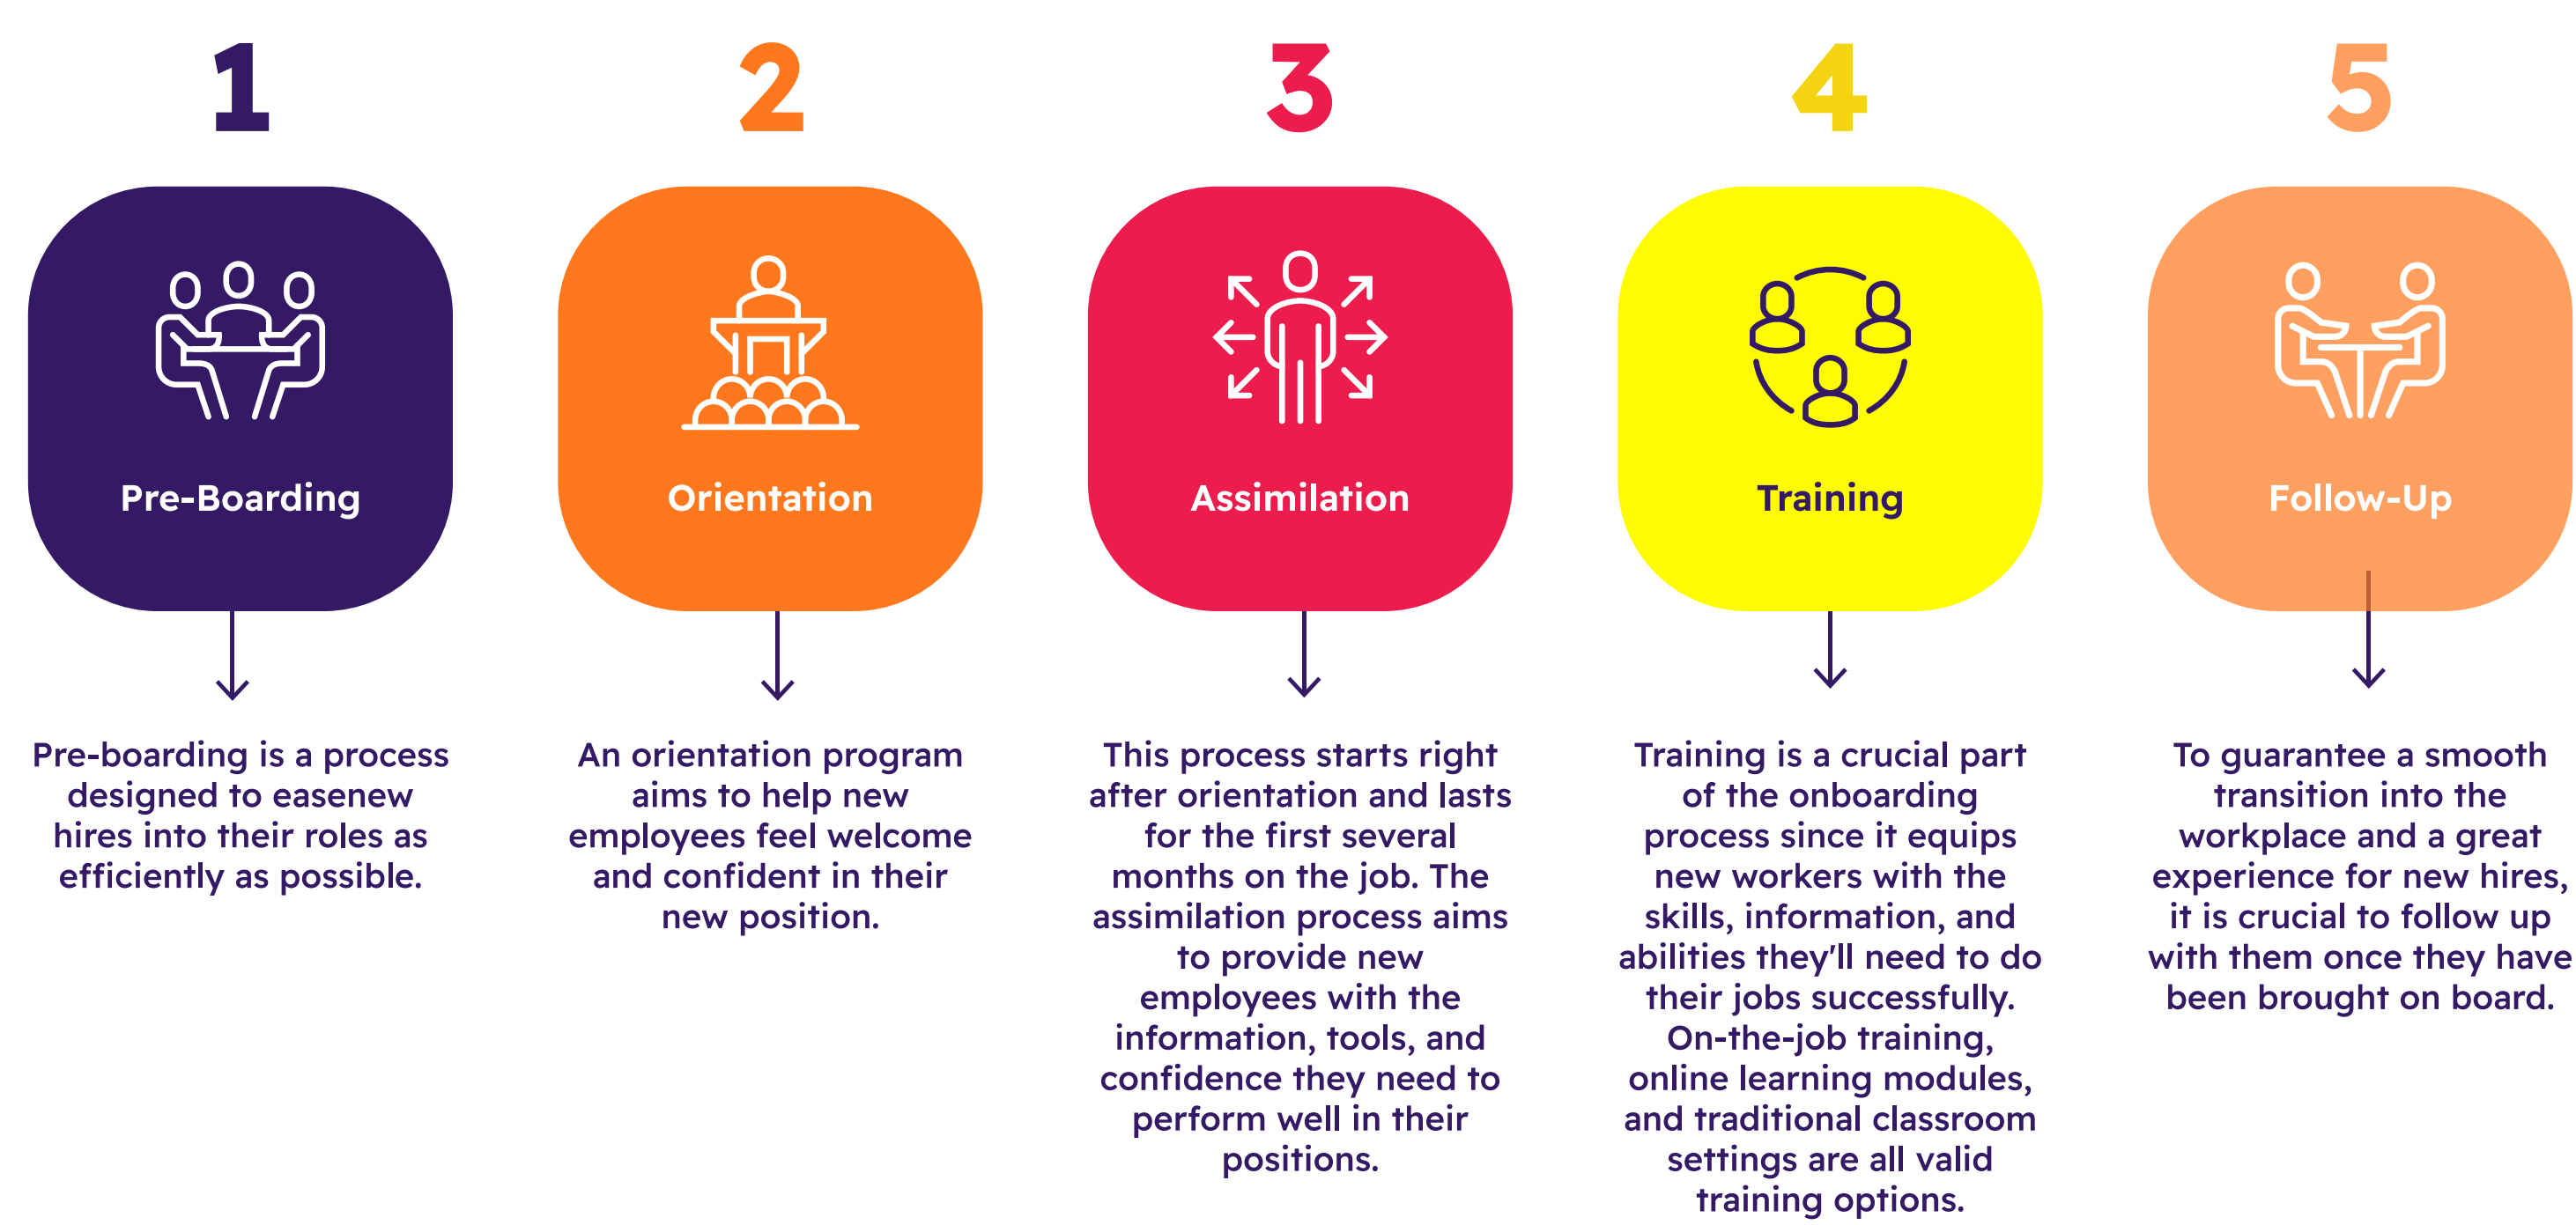 1
Pre-Boarding
Pre-boarding is a process
designed to easenew
hires into their roles as
efficiently as possible.
2
Orientation
An orientation program
aims to help new
employees feel welcome
and confident in their
new position.
3
Assimilation
This process starts right
after orientation and lasts
for the first several
months on the job. The
assimilation process aims
to provide new
employees with the
information, tools, and
confidence they need to
perform well in their
positions.
4
Training
Training is a crucial part
of the onboarding
process since it equips
new workers with the
skills, information, and
abilities they'll need to do
their jobs successfully.
On-the-job training,
online learning modules,
and traditional classroom
settings are all valid
training options.
5
Follow-Up
To guarantee a smooth
transition into the
workplace and a great
experience for new hires,
it is crucial to follow up
with them once they have
been brought on board.